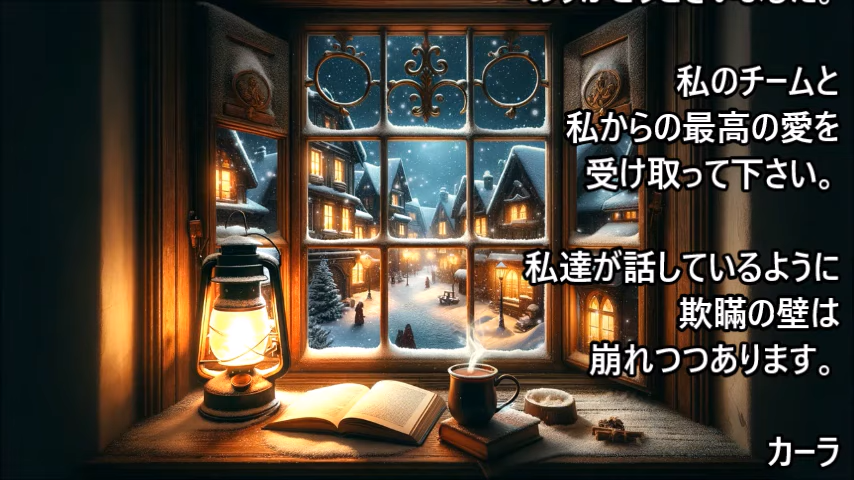 私のチームと
私からの最高の愛を
受け取って下さい。
私達が話しているように
欺瞞の壁は
崩れつつあります。
カーラ